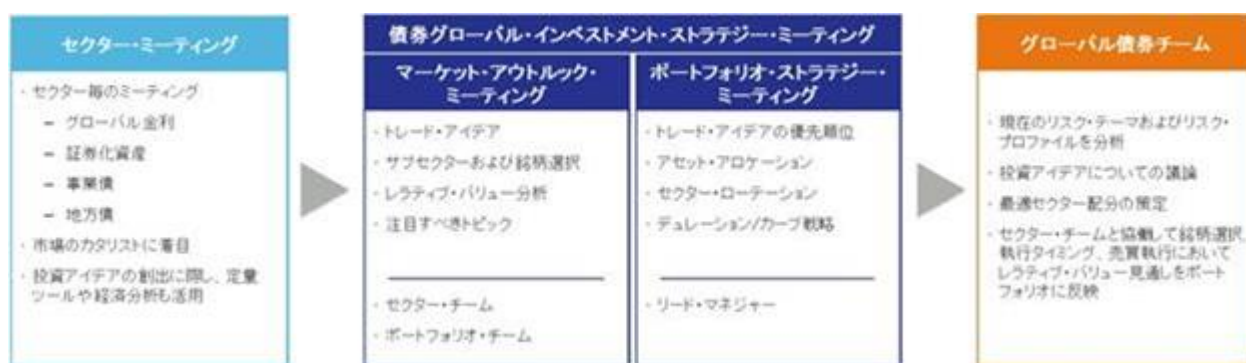 セクター・ミーティング
・セクター毎のミーティング
－ グローバル金利
－ 証券化資産
－ 事業債
－ 地方債
・市場のカタリストに着目
・投資アイデアの創出に際し、定量
ツールや経済分析も活用
債券グローバル・インベストメント・ストラテジー・ミーティング
マーケット・アウトルック・
ミーティング
・トレード・アイデア
・サブセクターおよび銘柄選択
・レラティブ・バリュー分析
・注目すべきトピック
・セクター・チーム
・ポートフォリオ・チーム
ポートフォリオ・ストラテジー・
ミーティング
・トレード・アイデアの優先順位
・アセット・アロケーション
・セクター・ローテーション
・デュレーション/カーブ戦略
・リード・マネジャー
グローバル債券チーム
・現在のリスク・テーマおよびリスク・
プロファイルを分析
・投資アイデアについての議論
・最適セクター配分の策定
・セクター・チームと協働して銘柄選択、
執行タイミング、売買執行において
レラティブ・バリュー見通しをポート
フォリオに反映